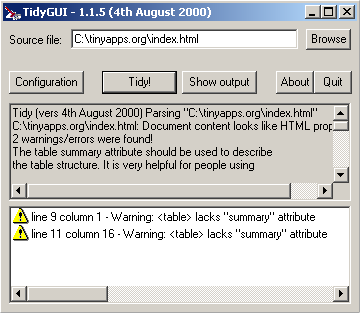 TidyGUI - 1.1.5 (4th August 2000)
Source file: C:\tinyapps.org\index.html Browse
Configuration Tidy! Show output About Quit
Tidy (vers 4th August 2000) Parsing "C:\tinyapps.org\index.html"
C:\tinyapps.org\index.html: Document content looks like HTML prop
2 warnings/errors were found!
The table summary attribute should be used to describe
the table structure. It is very helpful for people using
line 9 column 1 - Warning: <table> lacks "summary" attribute
line 11 column 16 - Warning: <table> lacks "summary" attribute